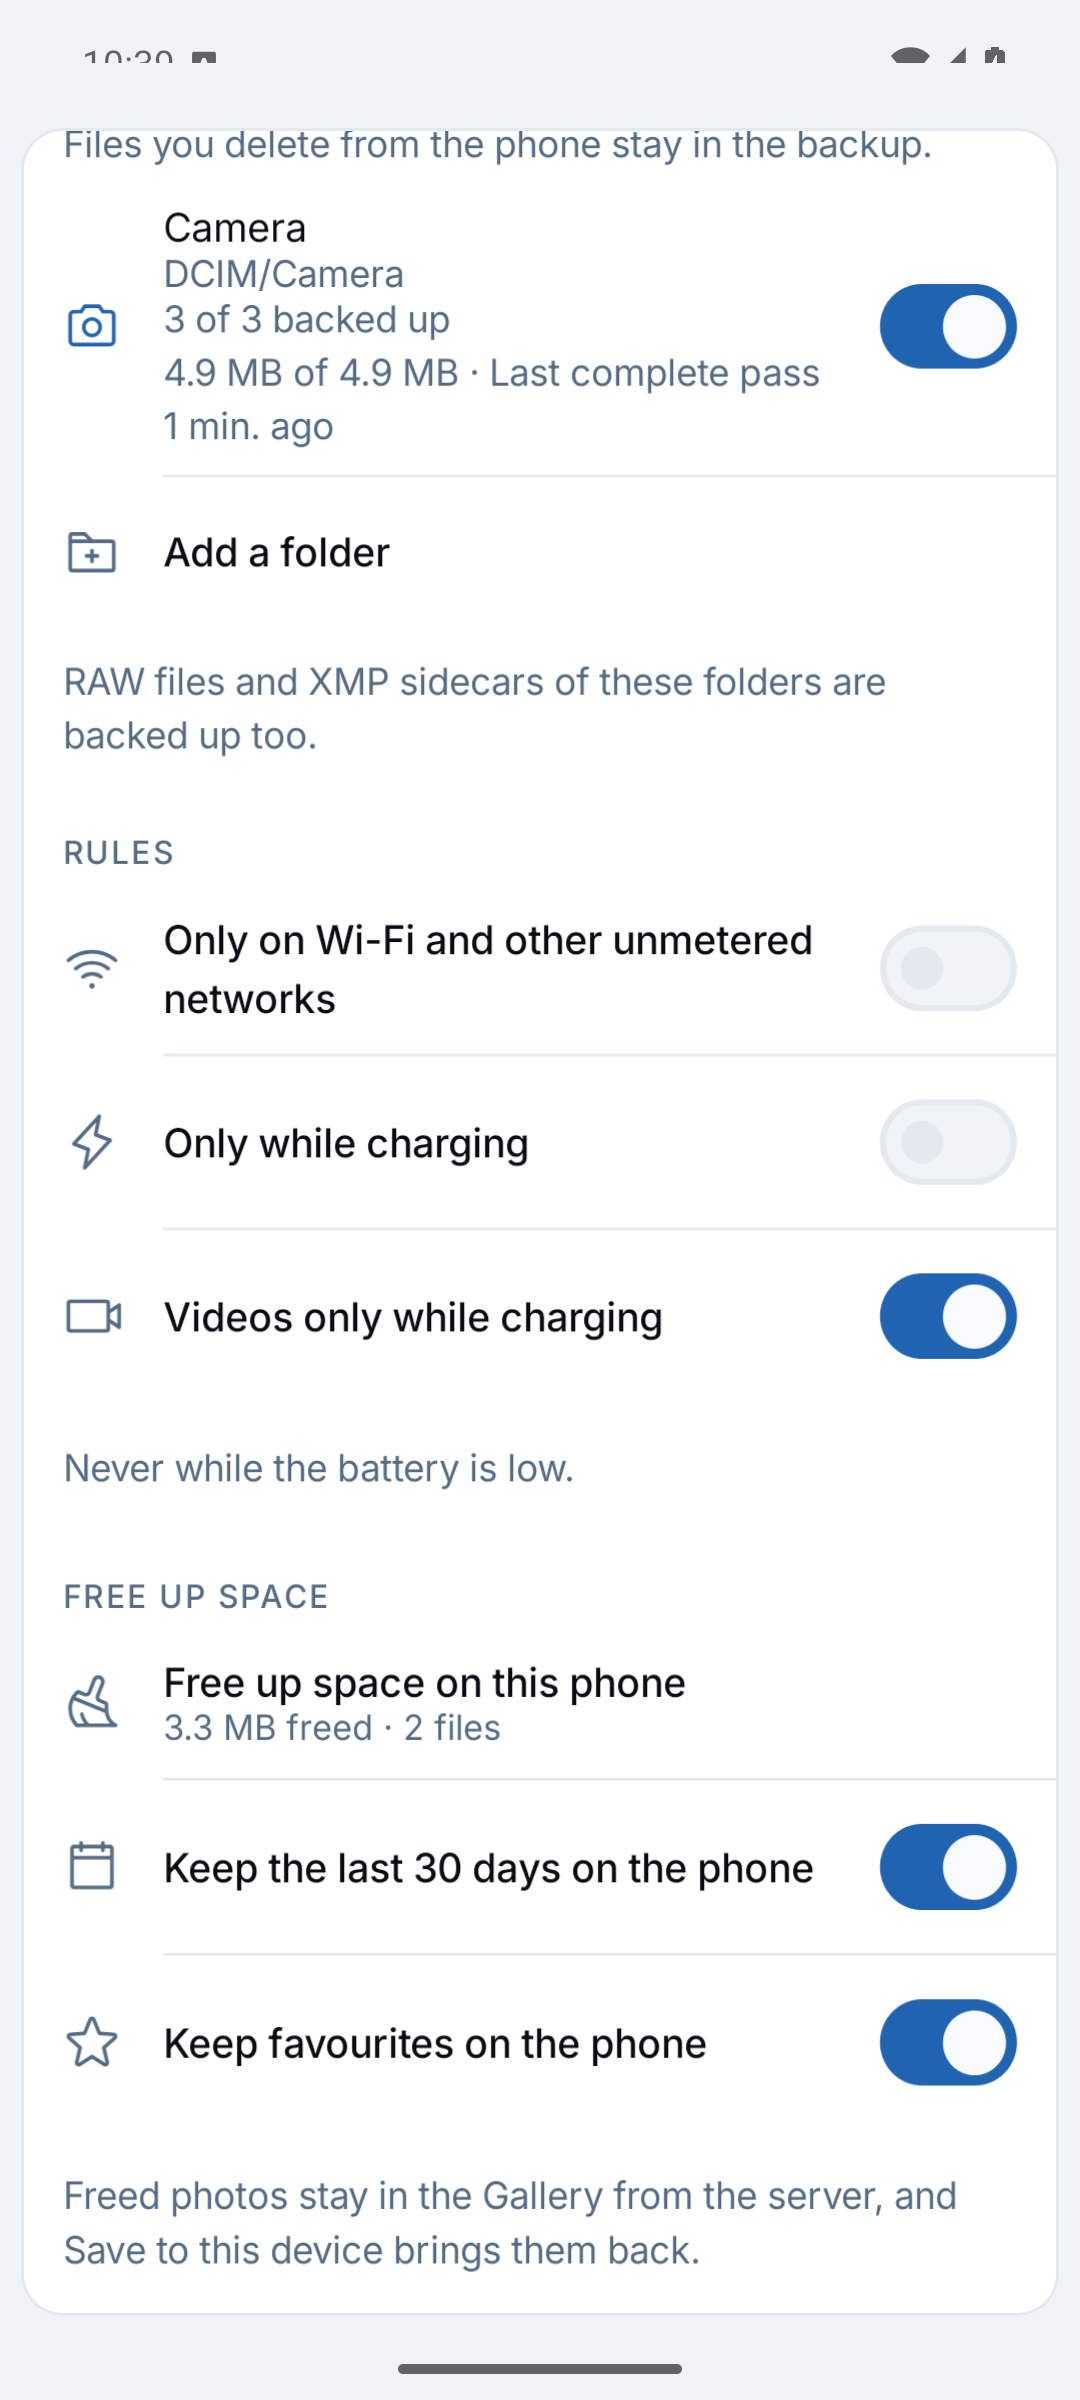 Files you delete from the phone stay in the backup.
Camera
DCIM/Camera
3 of 3 backed up
4.9 MB of 4.9 MB · Last complete pass
1 min. ago
Add a folder
RAW files and XMP sidecars of these folders are
backed up too.
RULES
Only on Wi-Fi and other unmetered
networks
Only while charging
Videos only while charging
Never while the battery is low.
FREE UP SPACE
Free up space on this phone
3.3 MB freed · 2 files
Keep the last 30 days on the phone
Keep favourites on the phone
Freed photos stay in the Gallery from the server, and
Save to this device brings them back.